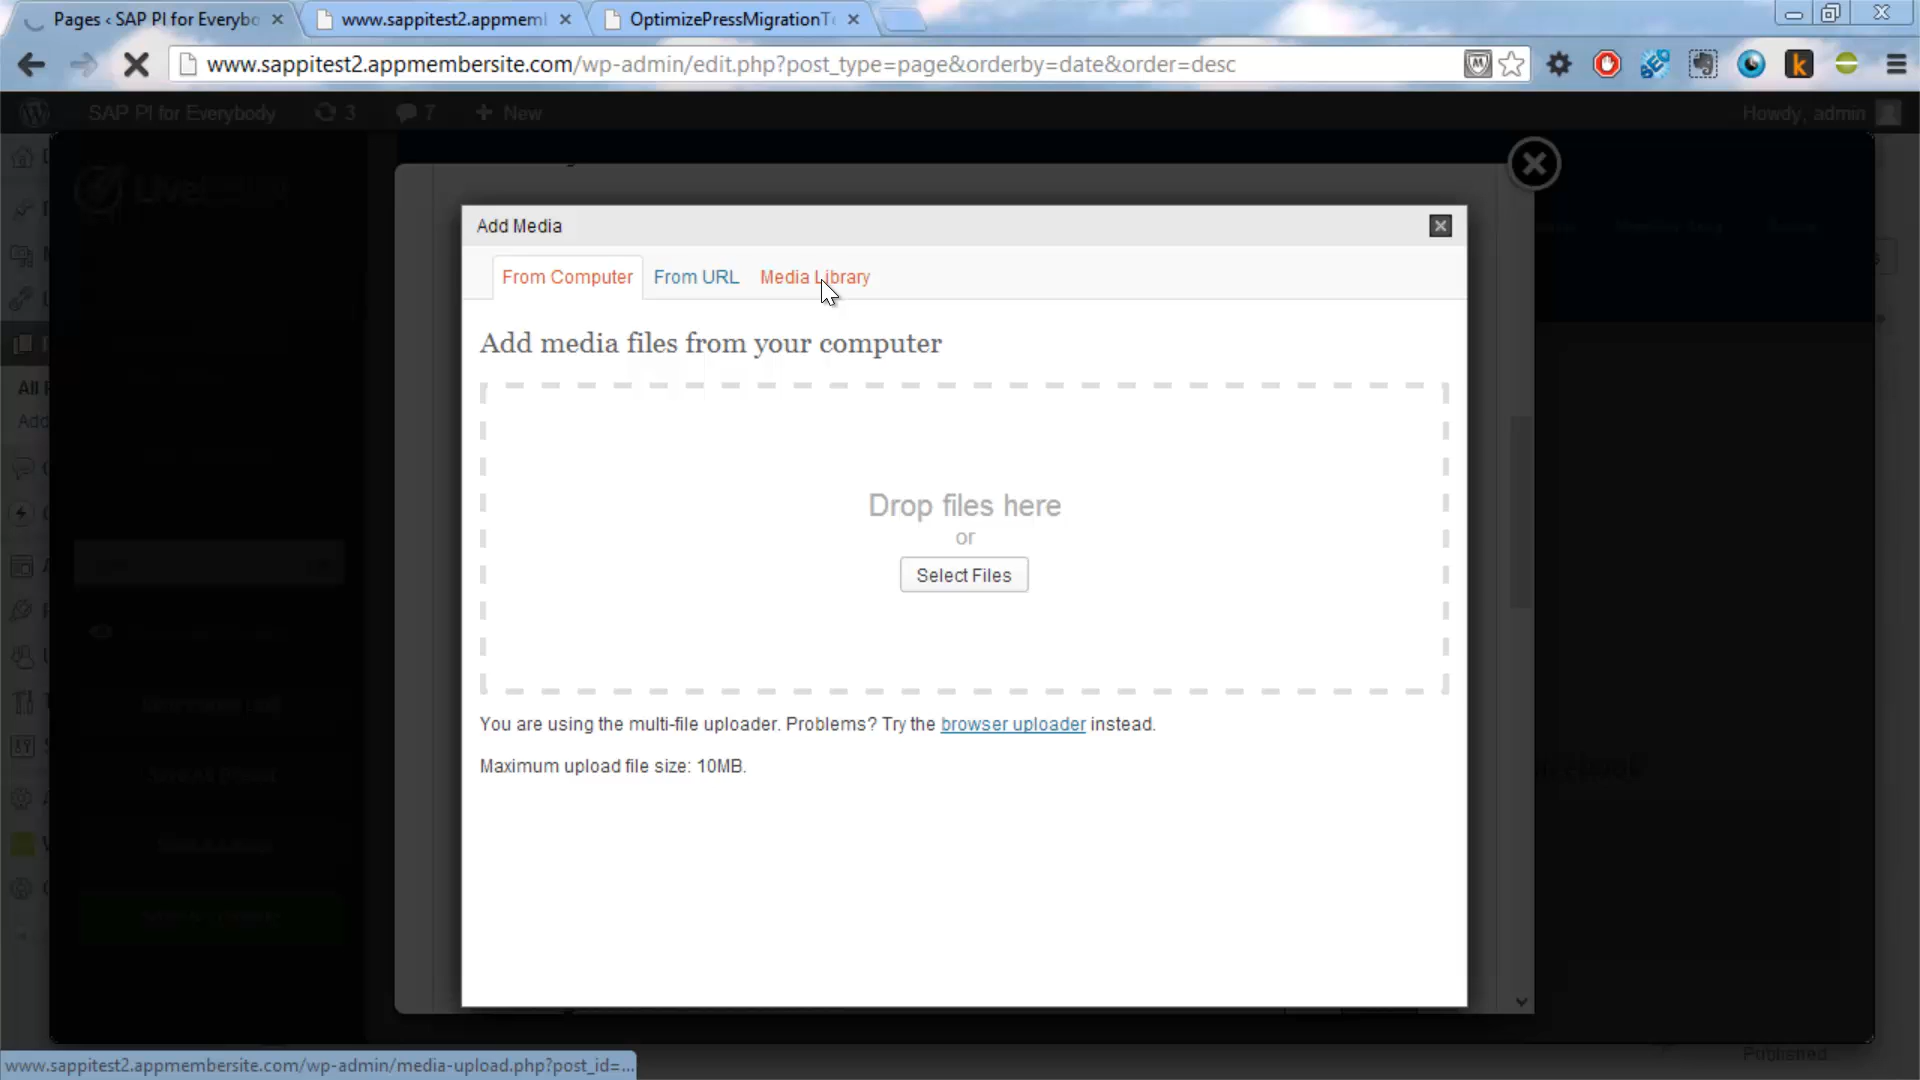 Pages ‹ SAP PI for Everybo
www.sappitest2.appmeml
OptimizePressMigrationT
www.sappitest2.appmembersite.com/wp-admin/edit.php?post_type=page&orderby=date&order=desc
SAP PI for Everybody
3
7
New
Howdy, admin
Add Media
From Computer
From URL
Media Library
Add media files from your computer
All
Add
Drop files here
or
Select Files
You are using the multi-file uploader. Problems? Try the browser uploader instead.
Maximum upload file size: 10MB.
Published
www.sappitest2.appmembersite.com/wp-admin/media-upload.php?post_id=...